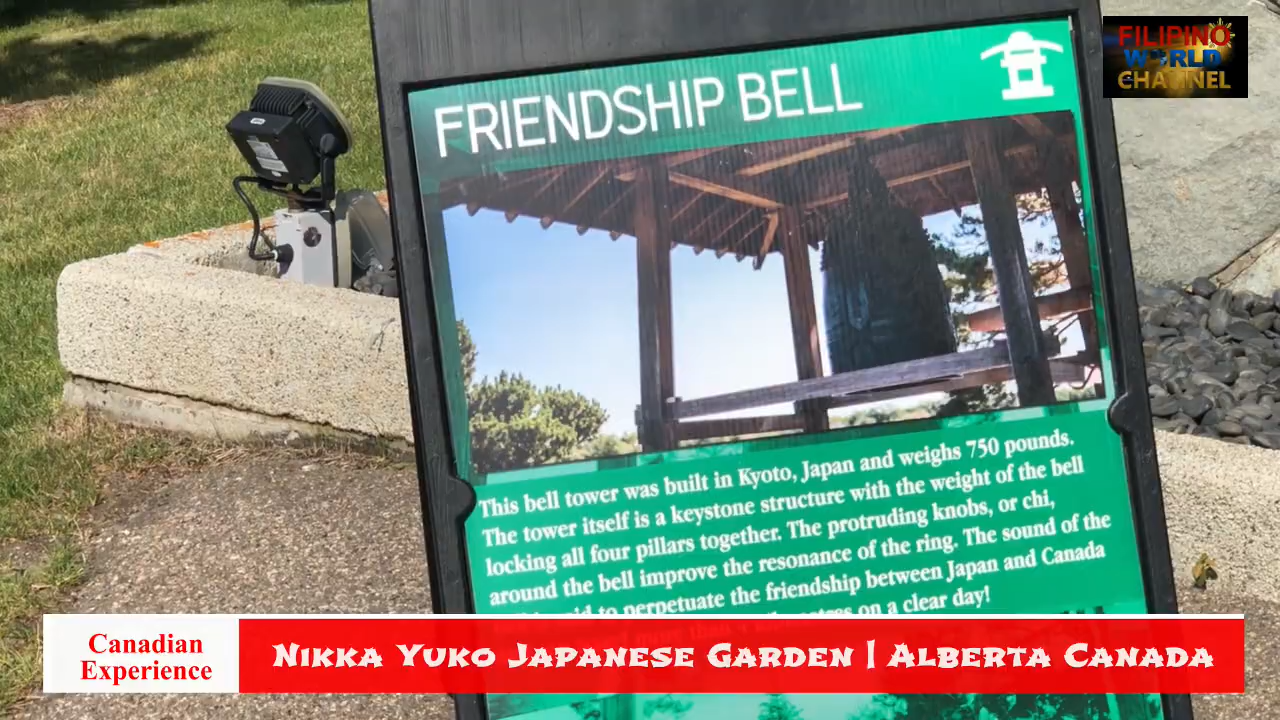 FRIENDSHIP BELL
FILIPINO
WORLD
CHANNEL
This bell tower was built in Kyoto, Japan and weighs 750 pounds.
The tower itself is a keystone structure with the weight of the bell
locking all four pillars together. The protruding knobs, or chi,
around the bell improve the resonance of the ring. The sound of the
to perpetuate the friendship between Japan and Canada
on a clear day!
Canadian
Experience
Nikka Yuko Japanese Garden | Alberta Canada